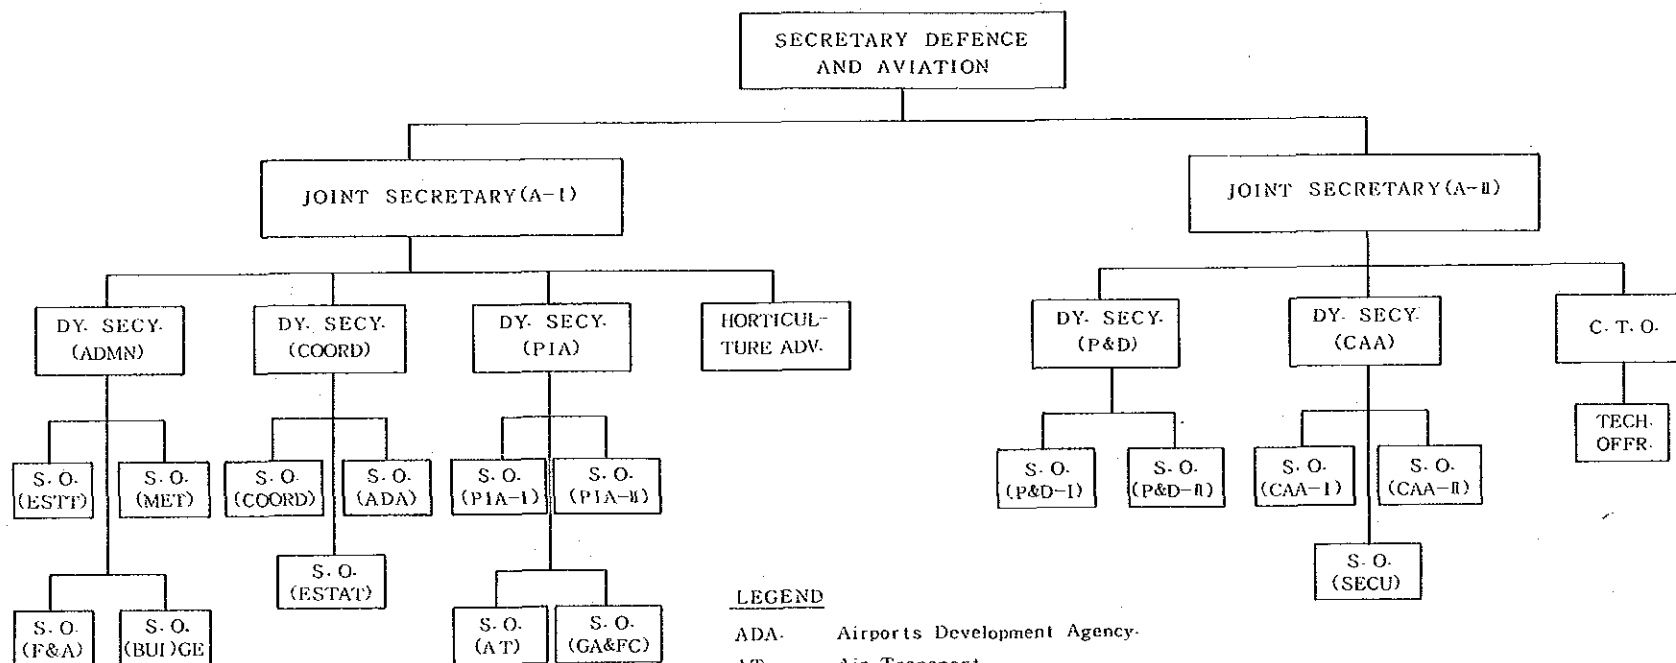 SECRETARY DEFENCE
AND AVIATION
JOINT SECRETARY(A-I)
JOINT SECRETARY(A-II)
DY. SECY.
(ADMN)
DY. SECY.
(COORD)
DY. SECY.
(PIA)
HORTICUL-
TURE ADV.
DY. SECY.
(P&D)
DY. SECY.
(CAA)
C. T. O.
TECH.
OFFR.
S. O.
(ESTT)
S. O.
(MET)
S. O.
(COORD)
S. O.
(ADA)
S. O.
(PIA-I)
S. O.
(PIA-II)
S. O.
(P&D-I)
S. O.
(P&D-II)
S. O.
(CAA-I)
S. O.
(CAA-II)
S. O.
(ESTAT)
S. O.
(SECU)
S. O.
(F&A)
S. O.
(BUD)GE
S. O.
(AT)
S. O.
(GA&FC)
LEGEND
ADA. Airports Development Agency.